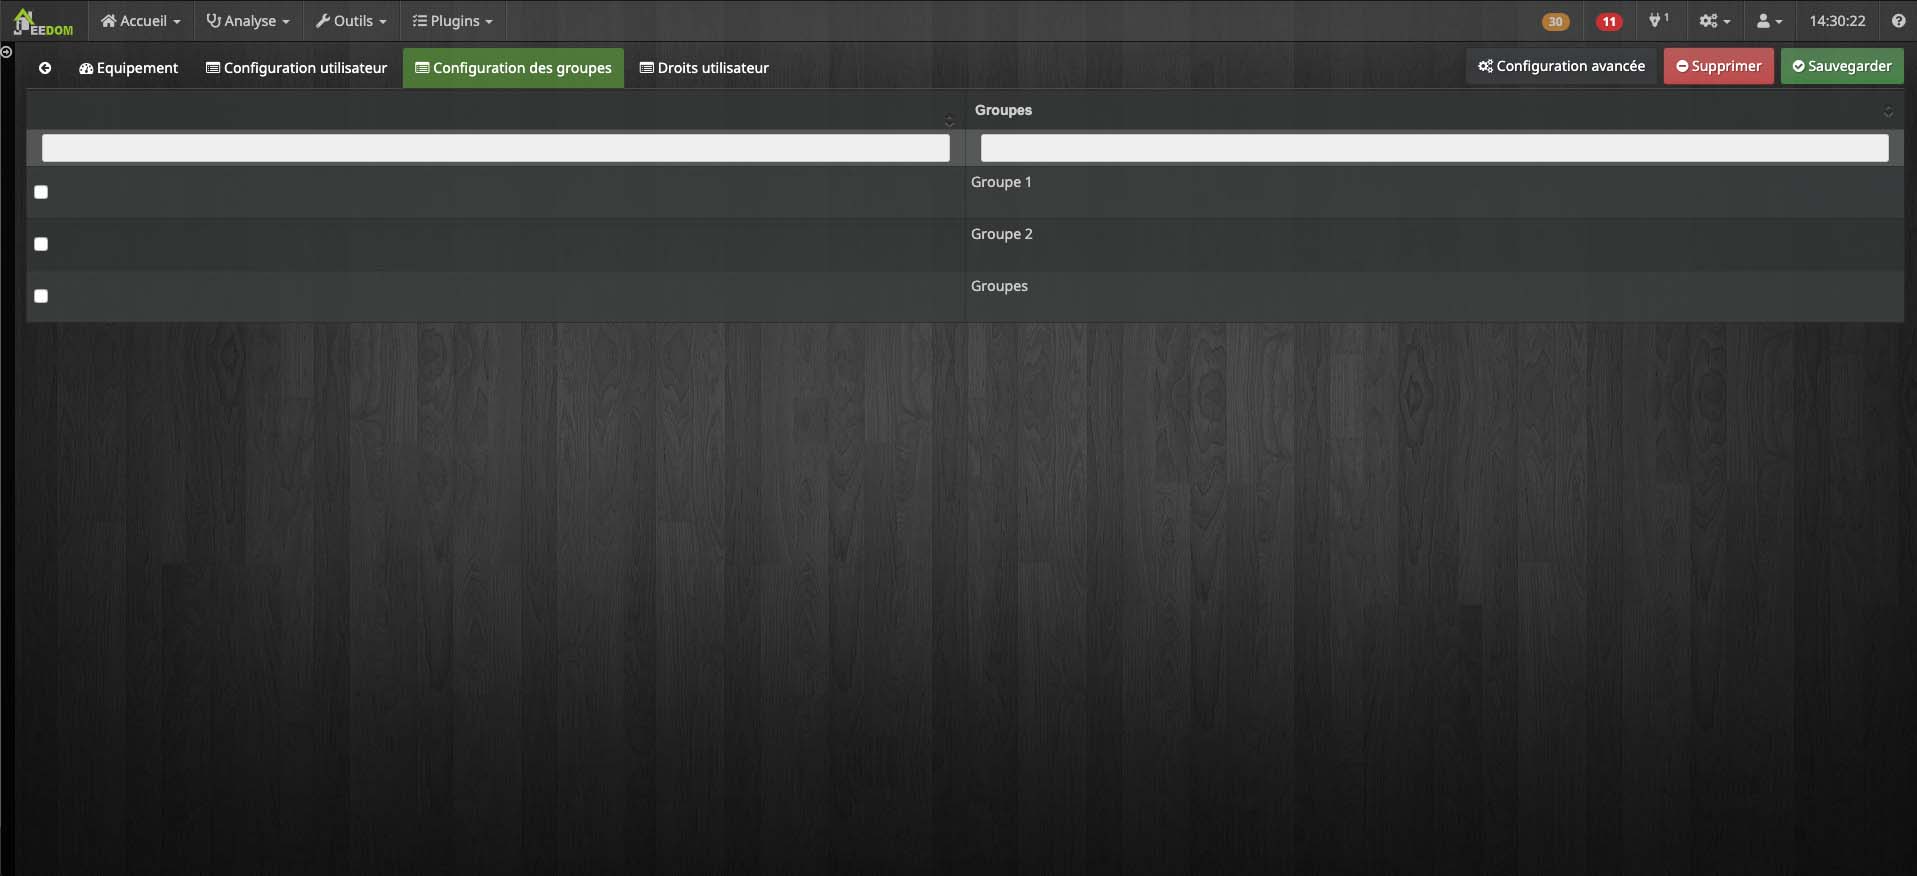 JEEDOM Accueil Analyse Outils Plugins 30 11 1 14:30:22
Equipement Configuration utilisateur Configuration des groupes Droits utilisateur Configuration avancée Supprimer Sauvegarder
Groupes
Groupe 1
Groupe 2
Groupes